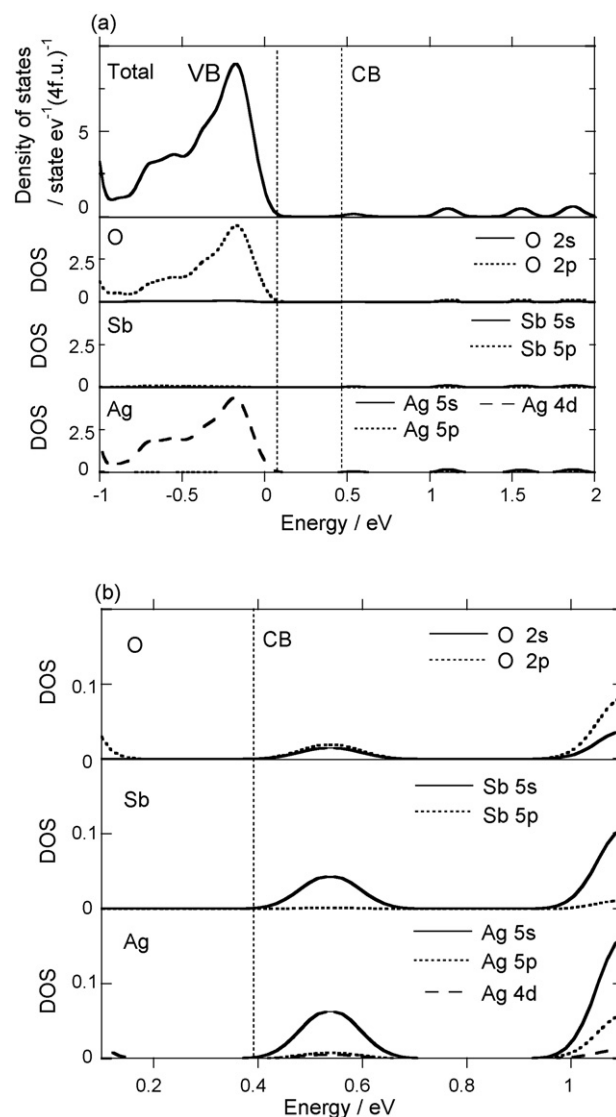 (a)
Total
VB
CB
Density of states
/ state ev⁻¹(4f.u.)⁻¹
5
0
O
O 2s
O 2p
DOS
2.5
0
Sb
Sb 5s
Sb 5p
DOS
2.5
0
Ag
Ag 5s
Ag 4d
Ag 5p
DOS
2.5
0
-1 -0.5 0 0.5 1 1.5 2
Energy / eV
(b)
O
CB
O 2s
O 2p
DOS
0.1
0
Sb
Sb 5s
Sb 5p
DOS
0.1
0
Ag
Ag 5s
Ag 5p
Ag 4d
DOS
0.1
0
0.2 0.4 0.6 0.8 1
Energy / eV